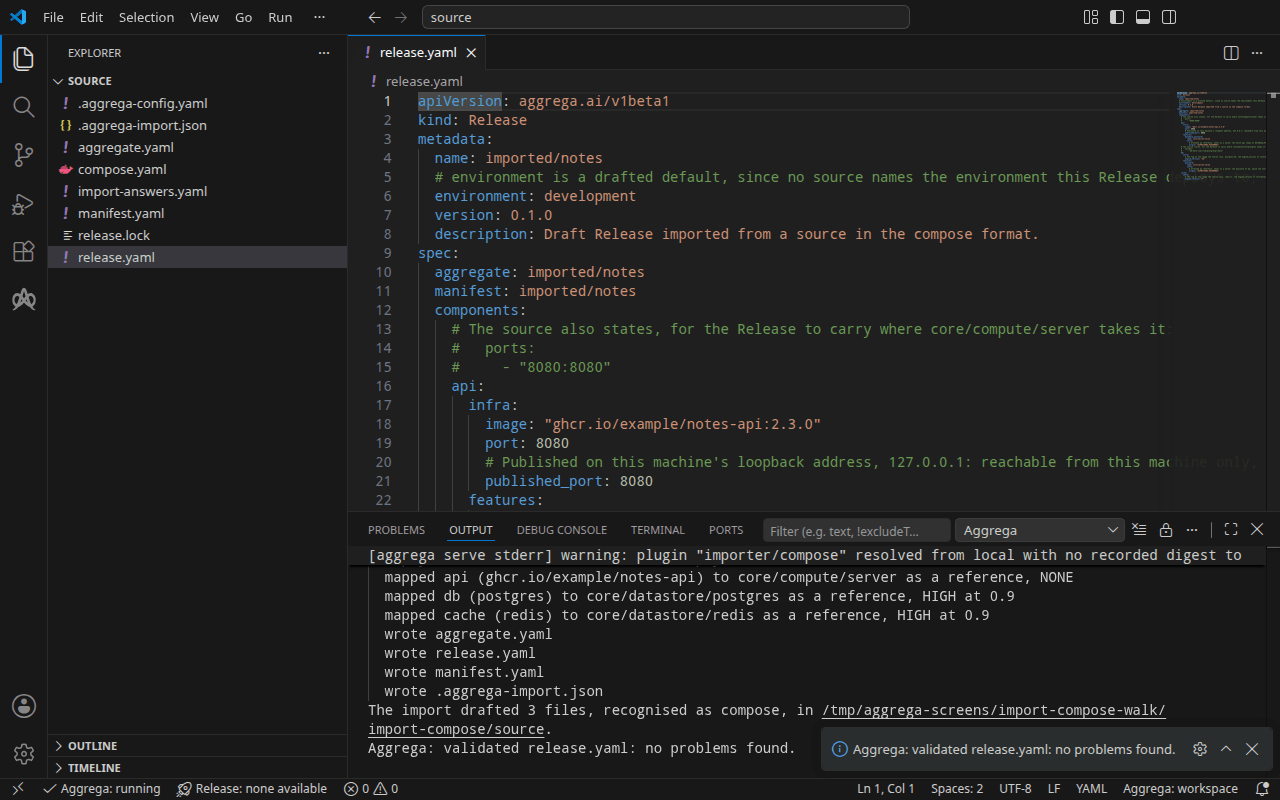 File Edit Selection View Go Run ···
source
EXPLORER
SOURCE
.aggrega-config.yaml
.aggrega-import.json
aggregate.yaml
compose.yaml
import-answers.yaml
manifest.yaml
release.lock
release.yaml
OUTLINE
TIMELINE
release.yaml
release.yaml
1 apiVersion: aggrega.ai/v1beta1
2 kind: Release
3 metadata:
4 name: imported/notes
5 # environment is a drafted default, since no source names the environment this Release
6 environment: development
7 version: 0.1.0
8 description: Draft Release imported from a source in the compose format.
9 spec:
10 aggregate: imported/notes
11 manifest: imported/notes
12 components:
13 # The source also states, for the Release to carry where core/compute/server takes it:
14 # ports:
15 # - "8080:8080"
16 api:
17 infra:
18 image: "ghcr.io/example/notes-api:2.3.0"
19 port: 8080
20 # Published on this machine's loopback address, 127.0.0.1: reachable from this machine only,
21 published_port: 8080
22 features:
PROBLEMS OUTPUT DEBUG CONSOLE TERMINAL PORTS
Filter (e.g. text, !excludeT... Aggrega
[aggrega serve stderr] warning: plugin "importer/compose" resolved from local with no recorded digest to
mapped api (ghcr.io/example/notes-api) to core/compute/server as a reference, NONE
mapped db (postgres) to core/datastore/postgres as a reference, HIGH at 0.9
mapped cache (redis) to core/datastore/redis as a reference, HIGH at 0.9
wrote aggregate.yaml
wrote release.yaml
wrote manifest.yaml
wrote .aggrega-import.json
The import drafted 3 files, recognised as compose, in /tmp/aggrega-screens/import-compose-walk/
import-compose/source.
Aggrega: validated release.yaml: no problems found.
Aggrega: validated release.yaml: no problems found.
Aggrega: running Release: none available 0 0 Ln 1, Col 1 Spaces: 2 UTF-8 LF YAML Aggrega: workspace